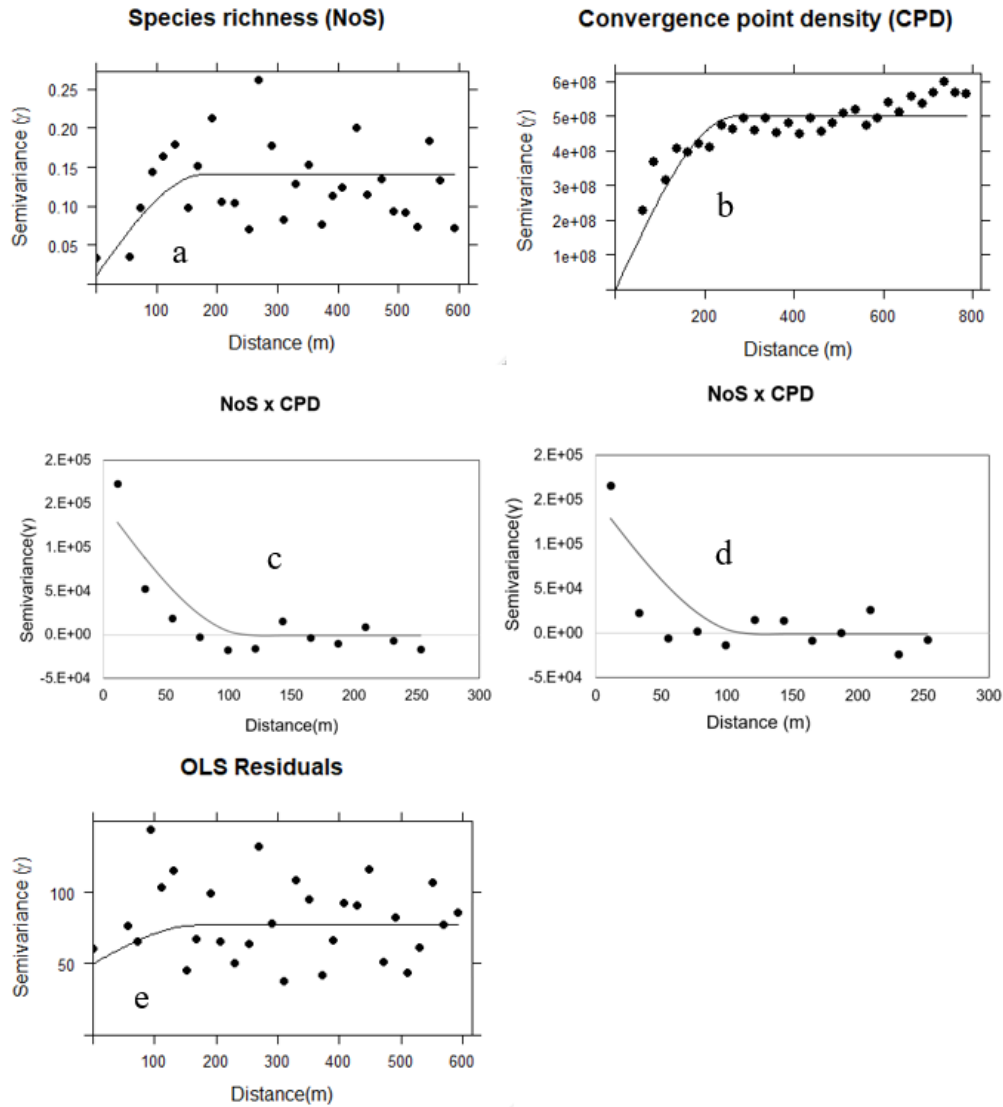 Species richness (NoS)
Semivariance (γ)
0.25
0.20
0.15
0.10
0.05
a
100 200 300 400 500 600
Distance (m)
Convergence point density (CPD)
Semivariance (γ)
6e+08
5e+08
4e+08
3e+08
2e+08
1e+08
b
200 400 600 800
Distance (m)
NoS x CPD
Semivariance(γ)
2.E+05
2.E+05
1.E+05
5.E+04
0.E+00
-5.E+04
c
0 50 100 150 200 250 300
Distance(m)
NoS x CPD
Semivariance(γ)
2.E+05
2.E+05
1.E+05
5.E+04
0.E+00
-5.E+04
d
0 50 100 150 200 250 300
Distance (m)
OLS Residuals
Semivariance (γ)
100
50
e
100 200 300 400 500 600
Distance(m)